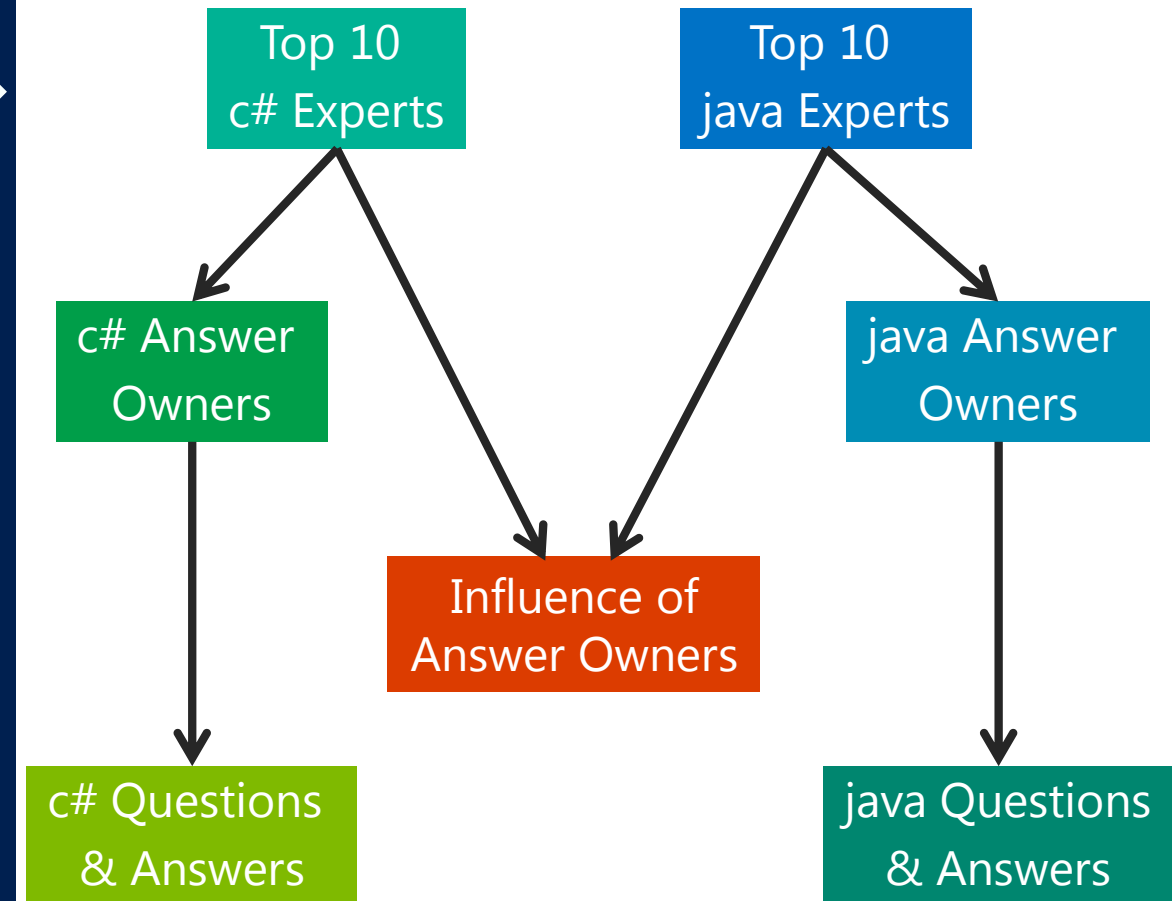 Top 10
c# Experts
Top 10
java Experts
c# Answer
Owners
java Answer
Owners
Influence of
Answer Owners
c# Questions
& Answers
java Questions
& Answers